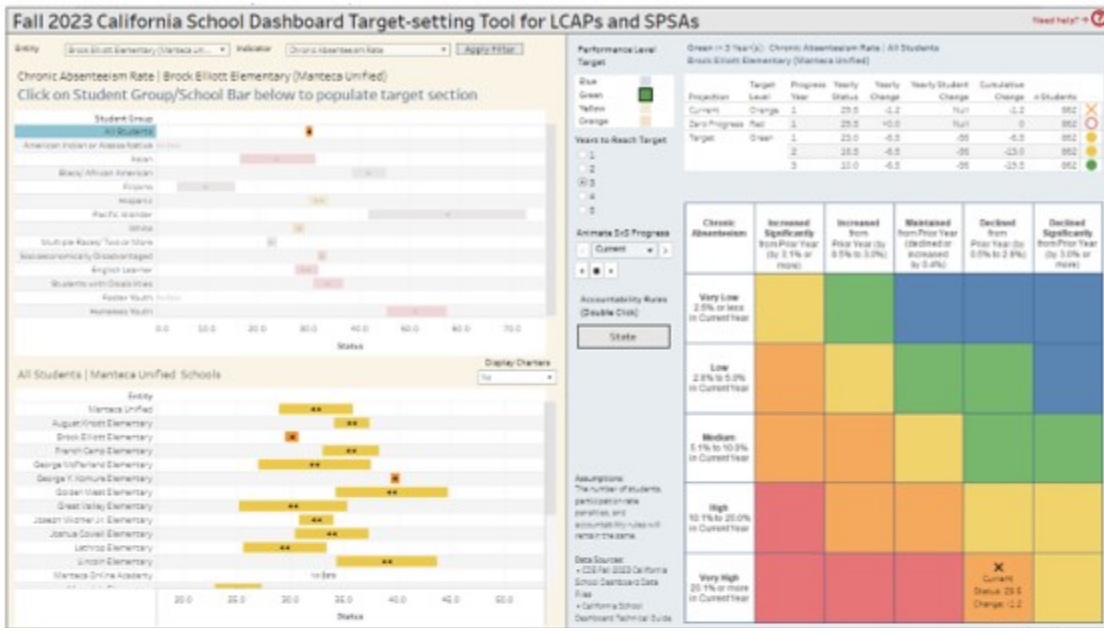 Fall 2023 California School Dashboard Target-setting Tool for LCAPs and SPSAs
Need help? →
Entity
Brock Elliott Elementary (Manteca Un...
Indicator
Chronic Absenteeism Rate
Apply Filter
Chronic Absenteeism Rate | Brock Elliott Elementary (Manteca Unified)
Click on Student Group/School Bar below to populate target section
Student Group
All Students
American Indian or Alaska Native
Asian
Black/ African American
Filipino
Hispanic
Pacific Islander
White
Multiple Races/ Two or More
Socioeconomically Disadvantaged
English Learner
Students with Disabilities
Foster Youth
Homeless Youth
0.0 10.0 20.0 30.0 40.0 50.0 60.0 70.0
Status
Display Charters
No
All Students | Manteca Unified Schools
Entity
Manteca Unified
August Knodt Elementary
Brock Elliott Elementary
French Camp Elementary
George McParland Elementary
George Y. Komure Elementary
Golden West Elementary
Great Valley Elementary
Joseph Widmer Jr. Elementary
Joshua Cowell Elementary
Lathrop Elementary
Lincoln Elementary
Manteca Online Academy
20.0 25.0 30.0 35.0 40.0 45.0 50.0
Status
Performance Level
Target
Blue
Green
Yellow
Orange
Years to Reach Target
1
2
3
4
5
Animate 5x5 Progress
Current
Accountability Rules
(Double Click)
State
Assumptions:
The number of students,
participation rate
penalties, and
accountability rules will
remain the same.
Data Sources:
• CDE Fall 2023 California
School Dashboard Data
Files
• California School
Dashboard Technical Guide
Green in 3 Year(s): Chronic Absenteeism Rate | All Students
Brock Elliott Elementary (Manteca Unified)
Projection Target Level Progress Year Yearly Status Yearly Change Yearly Student Change Cumulative Change n Students
Current Orange 1 29.5 -1.2 Null -1.2 862
Zero Progress Red 1 29.5 +0.0 Null 0 862
Target Green 1 23.0 -6.5 -56 -6.5 862
2 16.5 -6.5 -56 -13.0 862
3 10.0 -6.5 -56 -19.5 862
Chronic
Absenteeism
Increased
Significantly
from Prior Year
(by 3.1% or
more)
Increased
from
Prior Year (by
0.5% to 3.0%)
Maintained
from Prior Year
(declined or
increased
by 0.4%)
Declined
from
Prior Year (by
0.5% to 2.9%)
Declined
Significantly
from Prior Year
(by 3.0% or
more)
Very Low
2.5% or less
in Current Year
Low
2.6% to 5.0%
in Current Year
Medium
5.1% to 10.0%
in Current Year
High
10.1% to 20.0%
in Current Year
Very High
20.1% or more
in Current Year
Current
Status: 29.5
Change: -1.2